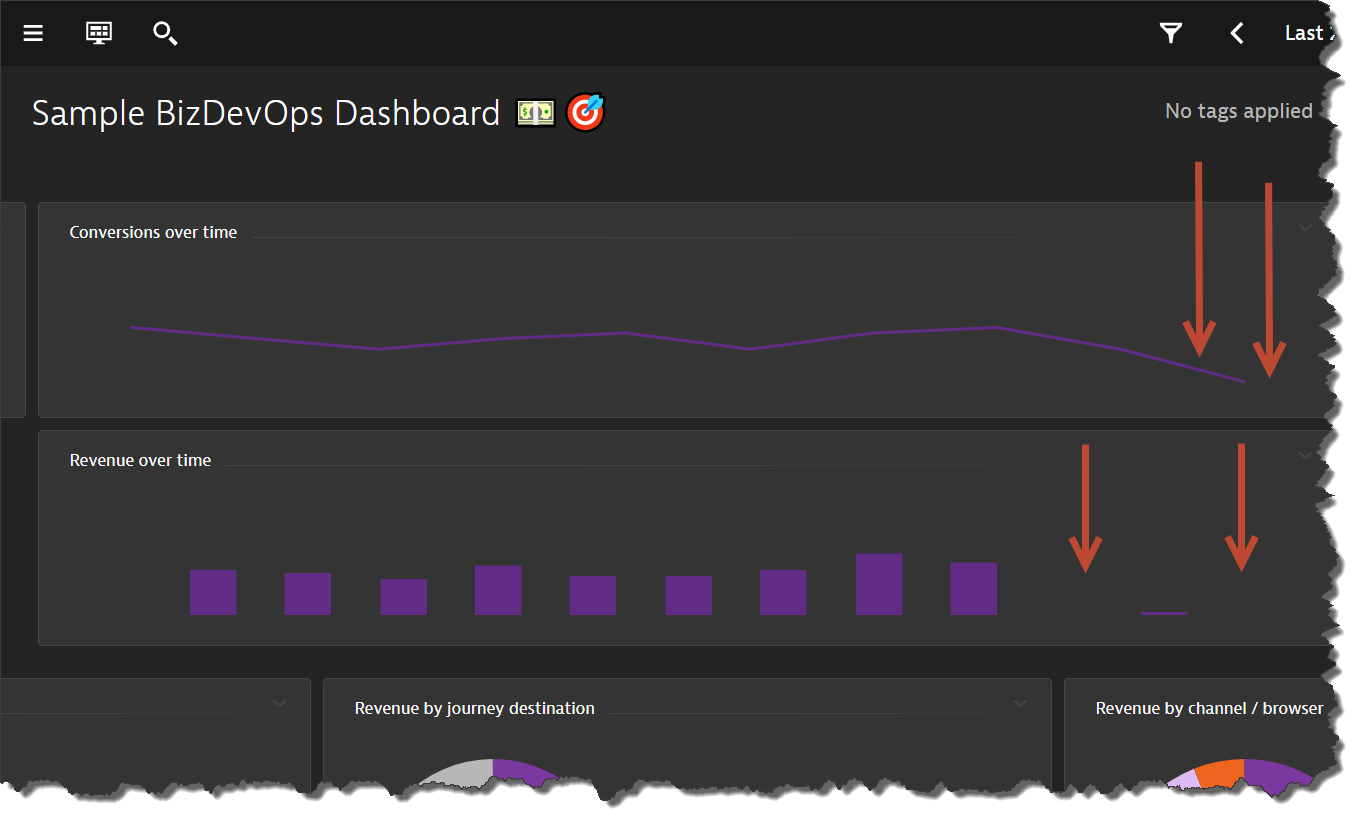 Last
Sample BizDevOps Dashboard
No tags applied
Conversions over time
Revenue over time
Revenue by journey destination
Revenue by channel / browser